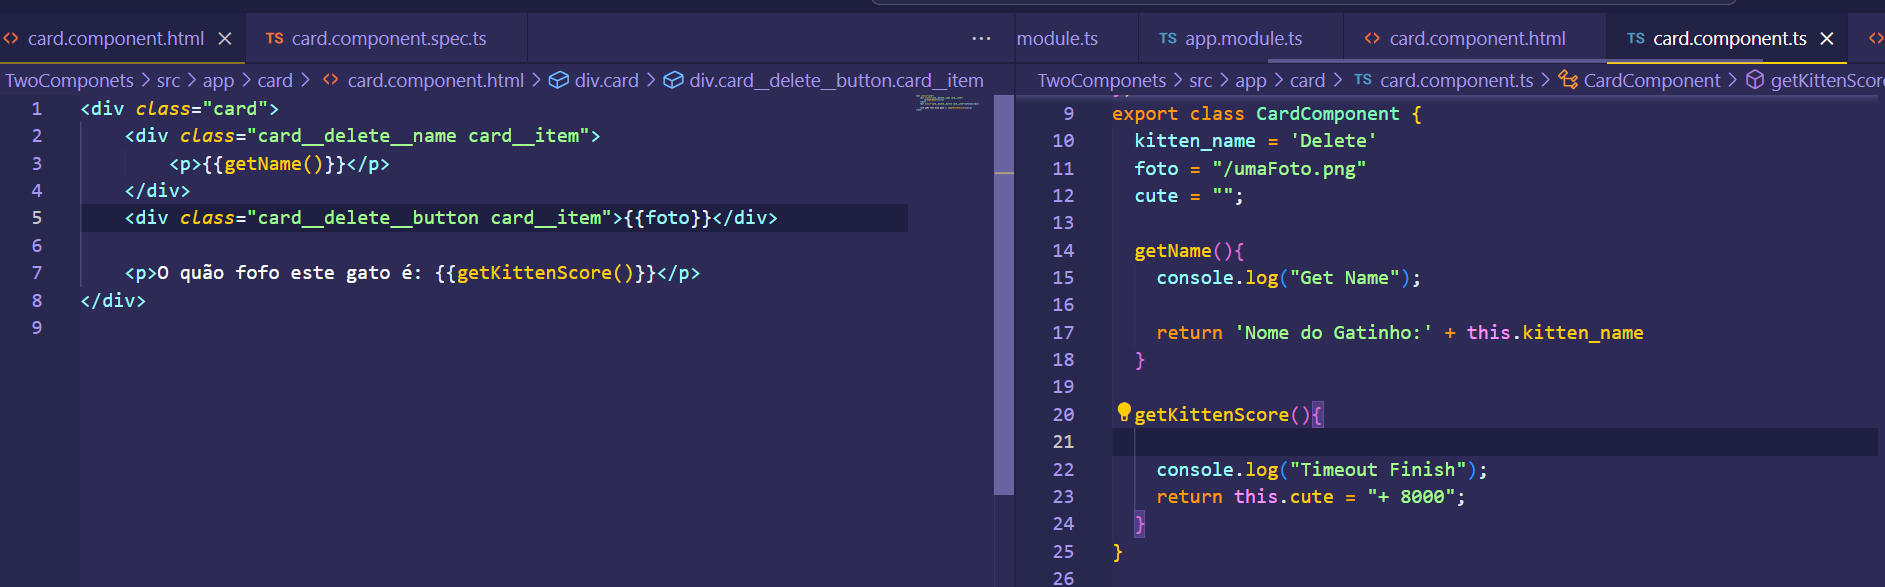 card.component.html
TS card.component.spec.ts
TwoComponets > src > app > card > card.component.html > div.card > div.card__delete__button.card__item
1 <div class="card">
2 <div class="card__delete__name card__item">
3 <p>{{getName()}}</p>
4 </div>
5 <div class="card__delete__button card__item">{{foto}}</div>
6
7 <p>O quão fofo este gato é: {{getKittenScore()}}</p>
8 </div>
9
module.ts
TS app.module.ts
card.component.html
TS card.component.ts
TwoComponets > src > app > card > TS card.component.ts > CardComponent > getKittenScore
9 export class CardComponent {
10 kitten_name = 'Delete'
11 foto = "/umaFoto.png"
12 cute = "";
13
14 getName(){
15 console.log("Get Name");
16
17 return 'Nome do Gatinho:' + this.kitten_name
18 }
19
20 getKittenScore(){
21
22 console.log("Timeout Finish");
23 return this.cute = "+ 8000";
24 }
25 }
26